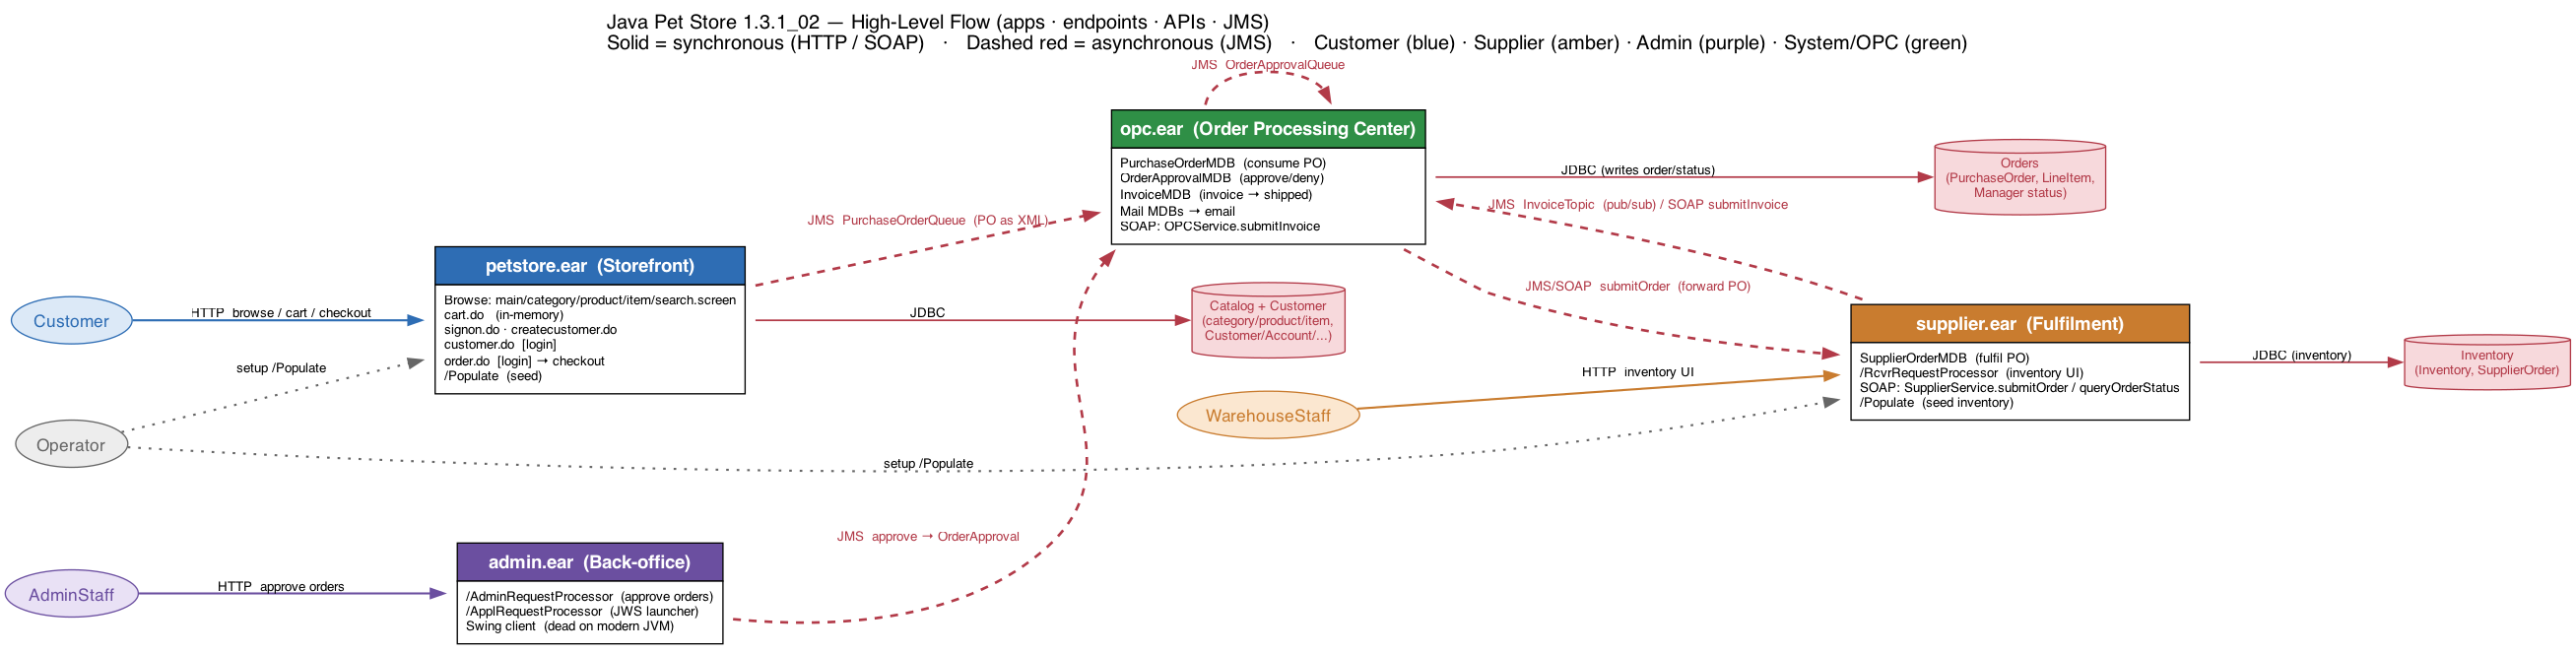 Java Pet Store 1.3.1_02 — High-Level Flow (apps · endpoints · APIs · JMS)
Solid = synchronous (HTTP / SOAP)   ·   Dashed red = asynchronous (JMS)   ·   Customer (blue) · Supplier (amber) · Admin (purple) · System/OPC (green)
JMS OrderApprovalQueue
opc.ear (Order Processing Center)
PurchaseOrderMDB (consume PO)
OrderApprovalMDB (approve/deny)
InvoiceMDB (invoice → shipped)
Mail MDBs → email
SOAP: OPCService.submitInvoice
JDBC (writes order/status)
Orders
(PurchaseOrder, LineItem,
Manager status)
JMS PurchaseOrderQueue (PO as XML)
JMS InvoiceTopic (pub/sub) / SOAP submitInvoice
petstore.ear (Storefront)
Browse: main/category/product/item/search.screen
cart.do (in-memory)
signon.do · createcustomer.do
customer.do [login]
order.do [login] → checkout
/Populate (seed)
Customer
HTTP browse / cart / checkout
JDBC
Catalog + Customer
(category/product/item,
Customer/Account/...)
JMS/SOAP submitOrder (forward PO)
supplier.ear (Fulfilment)
SupplierOrderMDB (fulfil PO)
/RcvrRequestProcessor (inventory UI)
SOAP: SupplierService.submitOrder / queryOrderStatus
/Populate (seed inventory)
JDBC (inventory)
Inventory
(Inventory, SupplierOrder)
setup /Populate
HTTP inventory UI
WarehouseStaff
Operator
setup /Populate
JMS approve → OrderApproval
admin.ear (Back-office)
/AdminRequestProcessor (approve orders)
/ApplRequestProcessor (JWS launcher)
Swing client (dead on modern JVM)
AdminStaff
HTTP approve orders